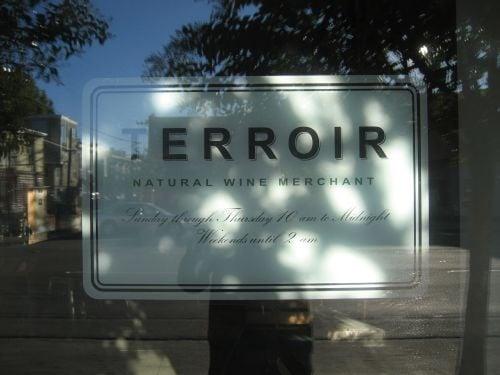 TERROIR
NATURAL WINE MERCHANT
Sunday through Thursday 10 am to Midnight
Weekends until 2 am